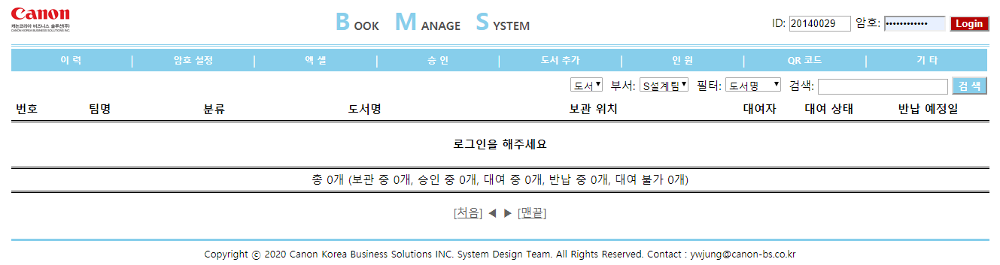 Canon
캐논코리아 비즈니스 솔루션(주)
CANON KOREA BUSINESS SOLUTIONS INC.
BOOK MANAGE SYSTEM
ID: 20140029 암호: •••••••••••• Login
이 력 | 암호 설정 | 엑 셀 | 승 인 | 도서 추가 | 인 원 | QR 코드 | 기 타
도서 부서: S설계팀 필터: 도서명 검색: 검 색
번호 팀명 분류 도서명 보관 위치 대여자 대여 상태 반납 예정일
로그인을 해주세요
총 0개 (보관 중 0개, 승인 중 0개, 대여 중 0개, 반납 중 0개, 대여 불가 0개)
[처음] ◀ ▶ [맨끝]
Copyright ⓒ 2020 Canon Korea Business Solutions INC. System Design Team. All Rights Reserved. Contact : ywjung@canon-bs.co.kr